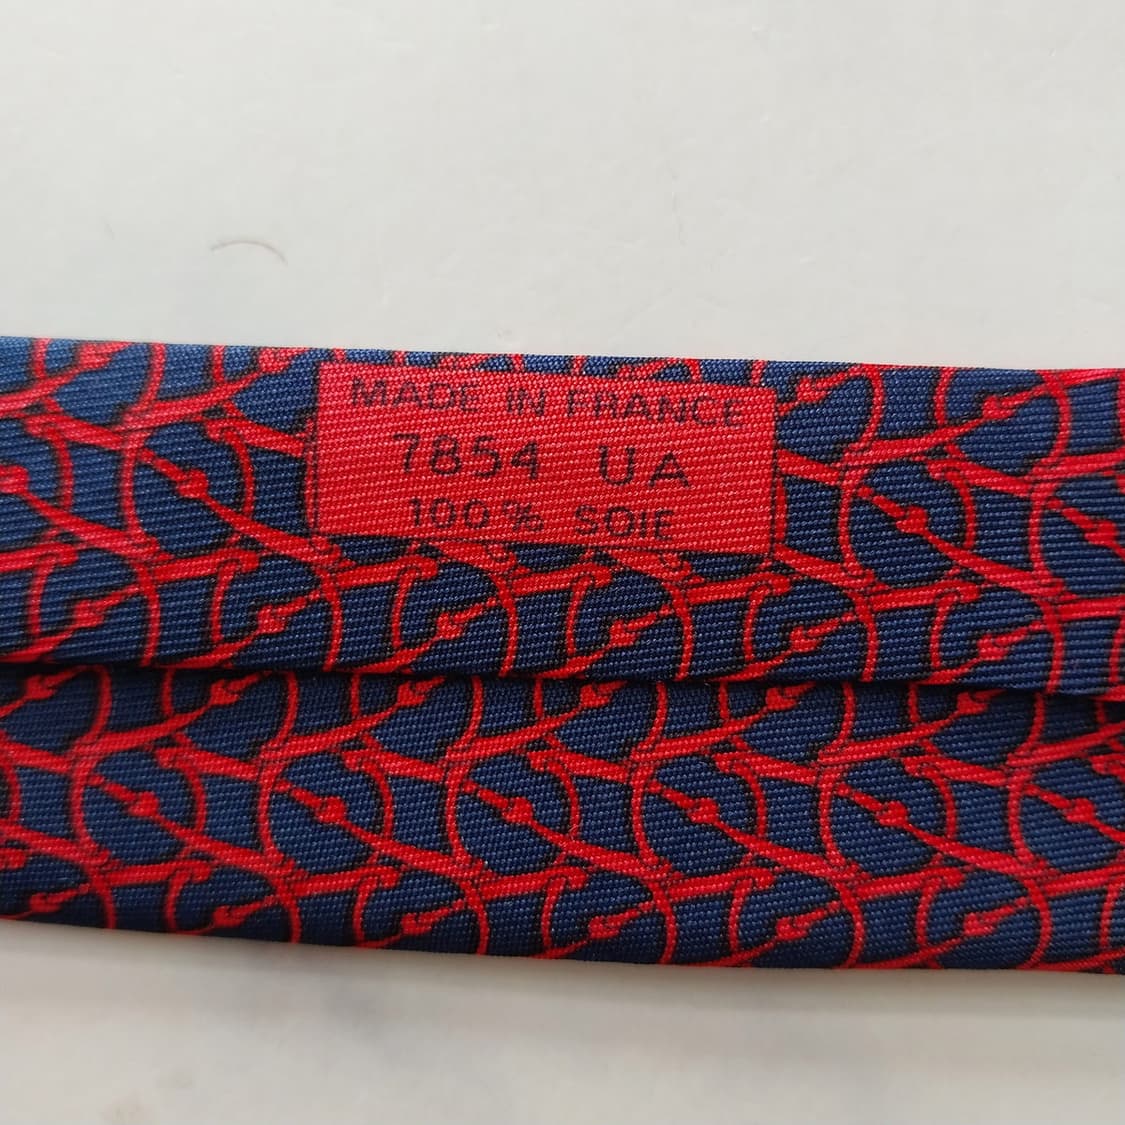 MADE IN FRANCE
7854 UA
100% SOIE